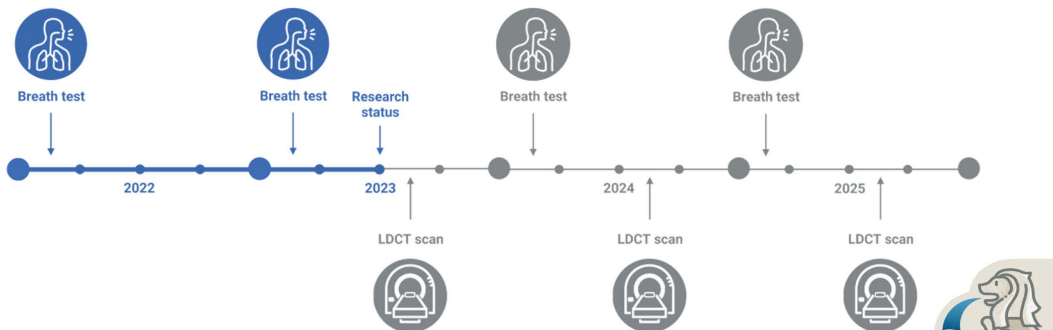 Breath test
Breath test
Research
status
Breath test
Breath test
2022
2023
2024
2025
LDCT scan
LDCT scan
LDCT scan